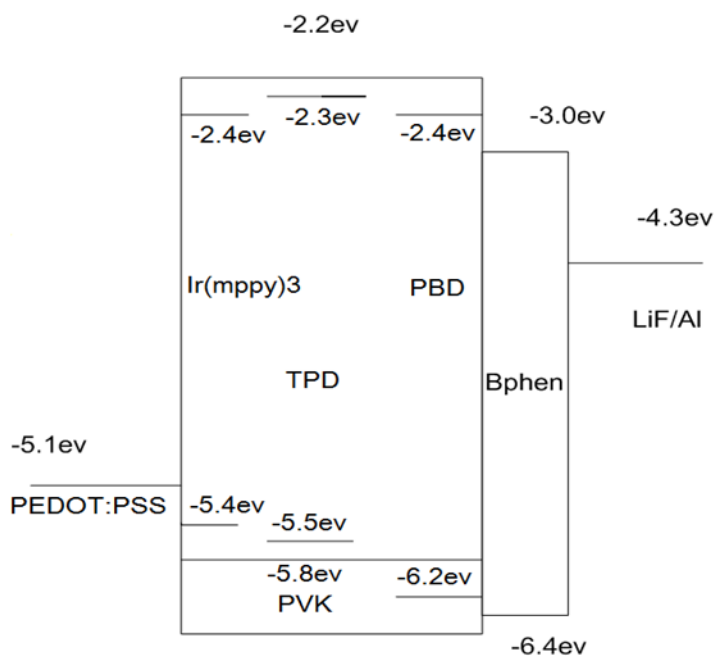 -2.2ev
-2.3ev
-2.4ev
-2.4ev
-3.0ev
-4.3ev
Ir(mppy)3
PBD
LiF/Al
TPD
Bphen
-5.1ev
PEDOT:PSS
-5.4ev
-5.5ev
-5.8ev
-6.2ev
PVK
-6.4ev